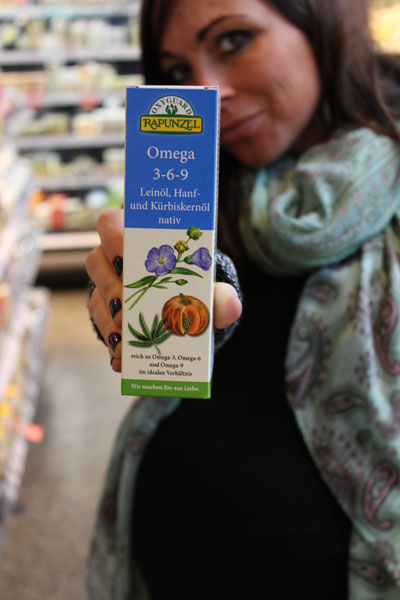 OXYGUARD
RAPUNZEL
Omega
3-6-9
Leinöl, Hanf-
und Kürbiskernöl
nativ
reich an Omega-3, Omega-6
und Omega-9
im idealen Verhältnis
Wir machen Bio aus Liebe.